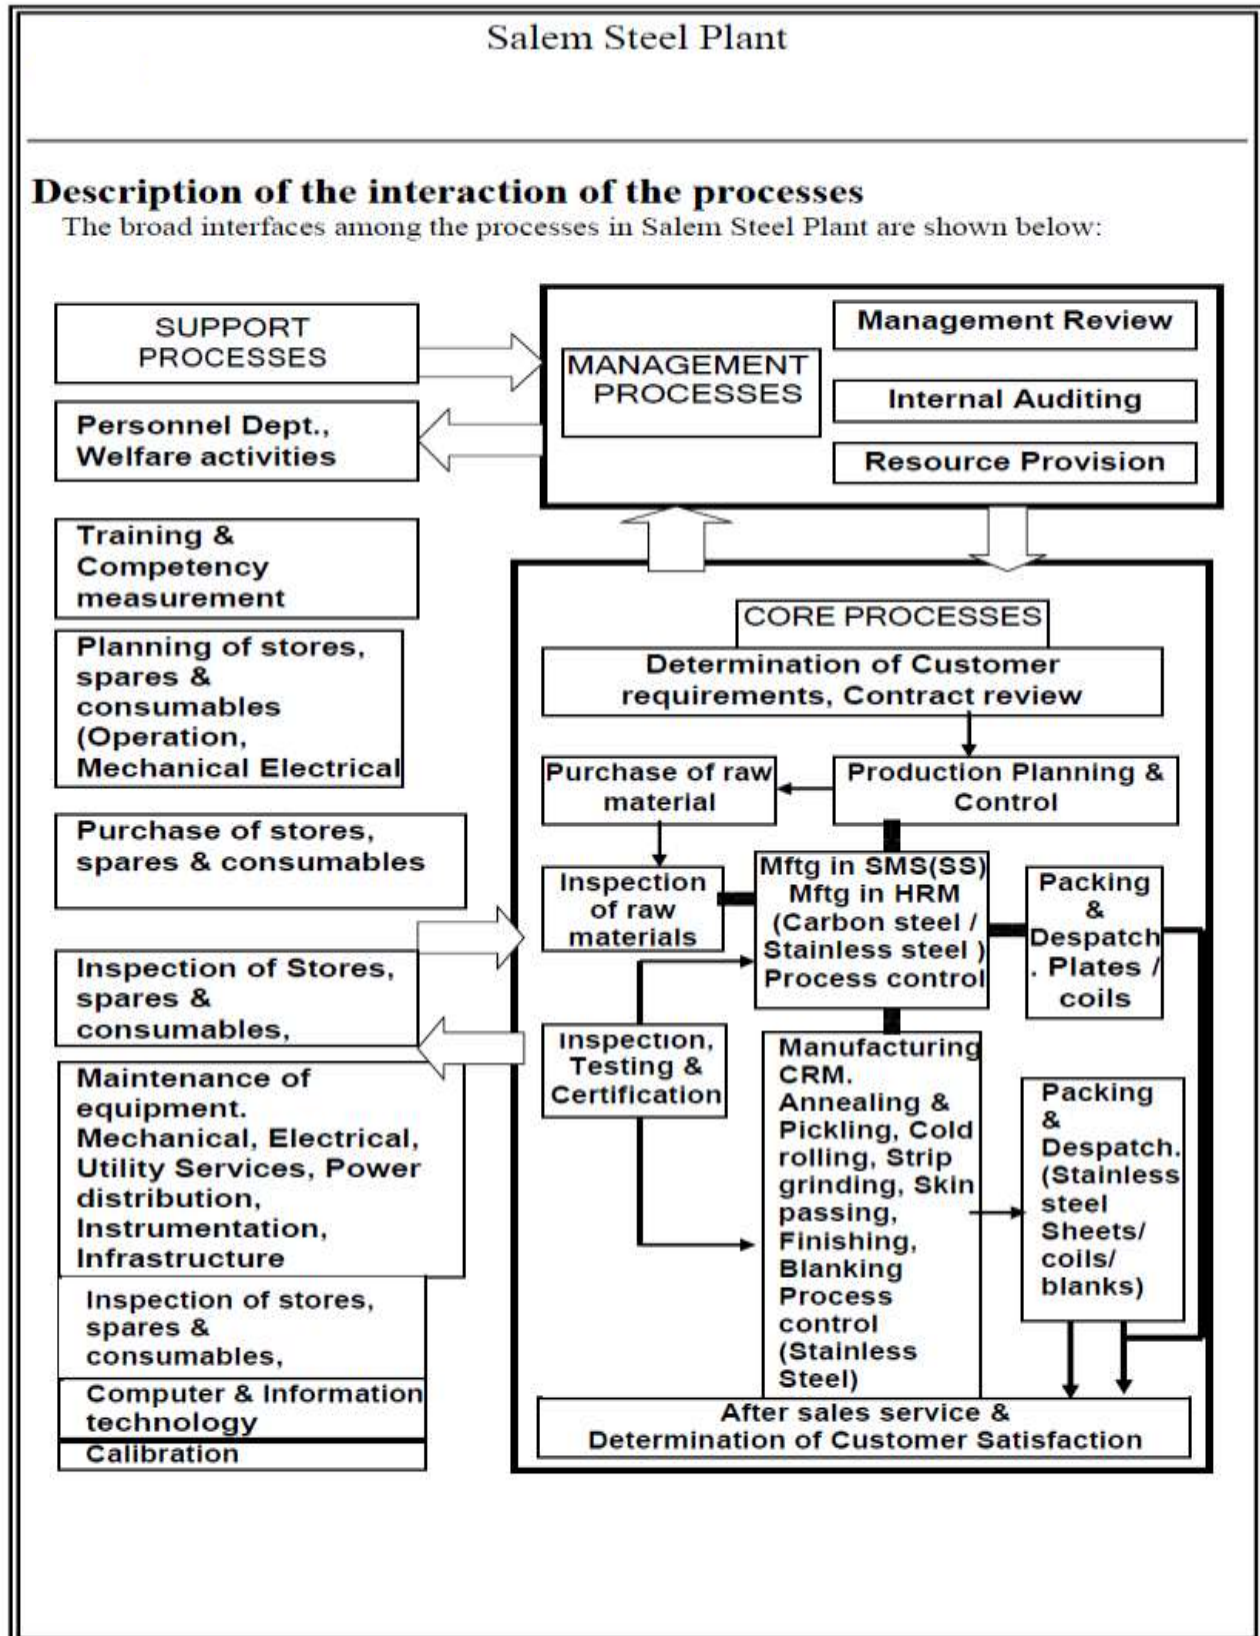 Salem Steel Plant
Description of the interaction of the processes
The broad interfaces among the processes in Salem Steel Plant are shown below:
SUPPORT
PROCESSES
Personnel Dept.,
Welfare activities
Training &
Competency
measurement
Planning of stores,
spares &
consumables
(Operation,
Mechanical Electrical
Purchase of stores,
spares & consumables
Inspection of Stores,
spares &
consumables,
Maintenance of
equipment.
Mechanical, Electrical,
Utility Services, Power
distribution,
Instrumentation,
Infrastructure
Inspection of stores,
spares &
consumables,
Computer & Information
technology
Calibration
MANAGEMENT
PROCESSES
Management Review
Internal Auditing
Resource Provision
CORE PROCESSES
Determination of Customer
requirements, Contract review
Purchase of raw
material
Production Planning &
Control
Inspection
of raw
materials
Mftg in SMS(SS)
Mftg in HRM
(Carbon steel /
Stainless steel )
Process control
Packing
&
Despatch
. Plates /
coils
Inspection,
Testing &
Certification
Manufacturing
CRM.
Annealing &
Pickling, Cold
rolling, Strip
grinding, Skin
passing,
Finishing,
Blanking
Process
control
(Stainless
Steel)
Packing
&
Despatch.
(Stainless
steel
Sheets/
coils/
blanks)
After sales service &
Determination of Customer Satisfaction